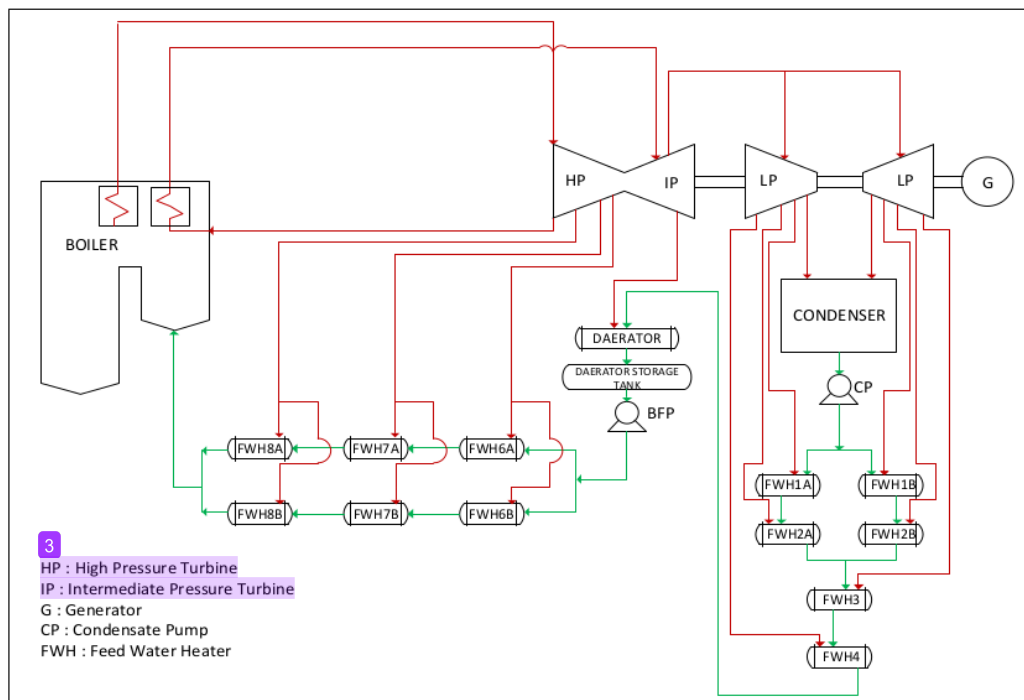 HP
IP
LP
LP
G
BOILER
CONDENSER
DAERATOR
DAERATOR STORAGE
TANK
CP
BFP
FWH8A
FWH7A
FWH6A
FWH1A
FWH1B
FWH8B
FWH7B
FWH6B
FWH2A
FWH2B
3
HP : High Pressure Turbine
IP : Intermediate Pressure Turbine
G : Generator
CP : Condensate Pump
FWH : Feed Water Heater
FWH3
FWH4